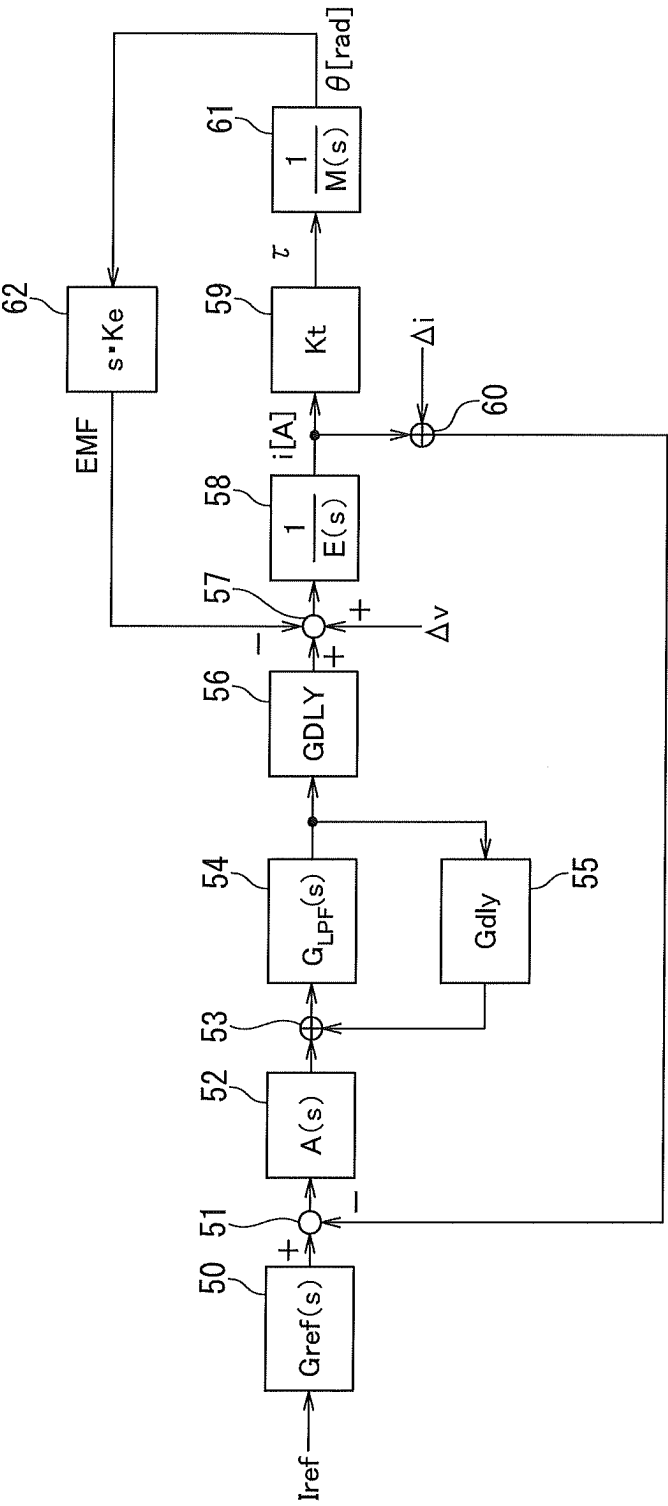 Iref
50
Gref(s)
+
51
−
52
A(s)
53
54
G_LPF(s)
55
Gdly
56
GDLY
+
57
−
+
Δv
58
1
E(s)
i[A]
60
Δi
59
Kt
τ
61
1
M(s)
θ[rad]
62
s·Ke
EMF